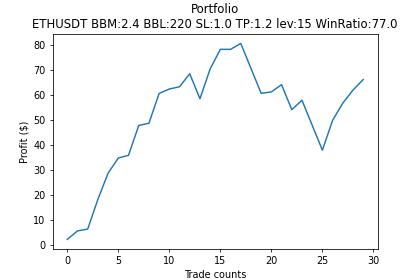 Portfolio
ETHUSDT BBM:2.4 BBL:220 SL:1.0 TP:1.2 lev:15 WinRatio:77.0
80
70
60
50
40
30
20
10
0
Profit ($)
0 5 10 15 20 25 30
Trade counts